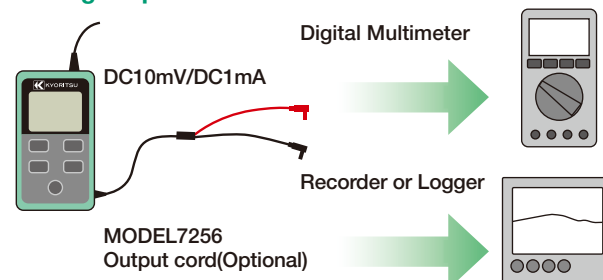 Digital Multimeter
KYORITSU
DC10mV/DC1mA
Recorder or Logger
MODEL7256
Output cord(Optional)